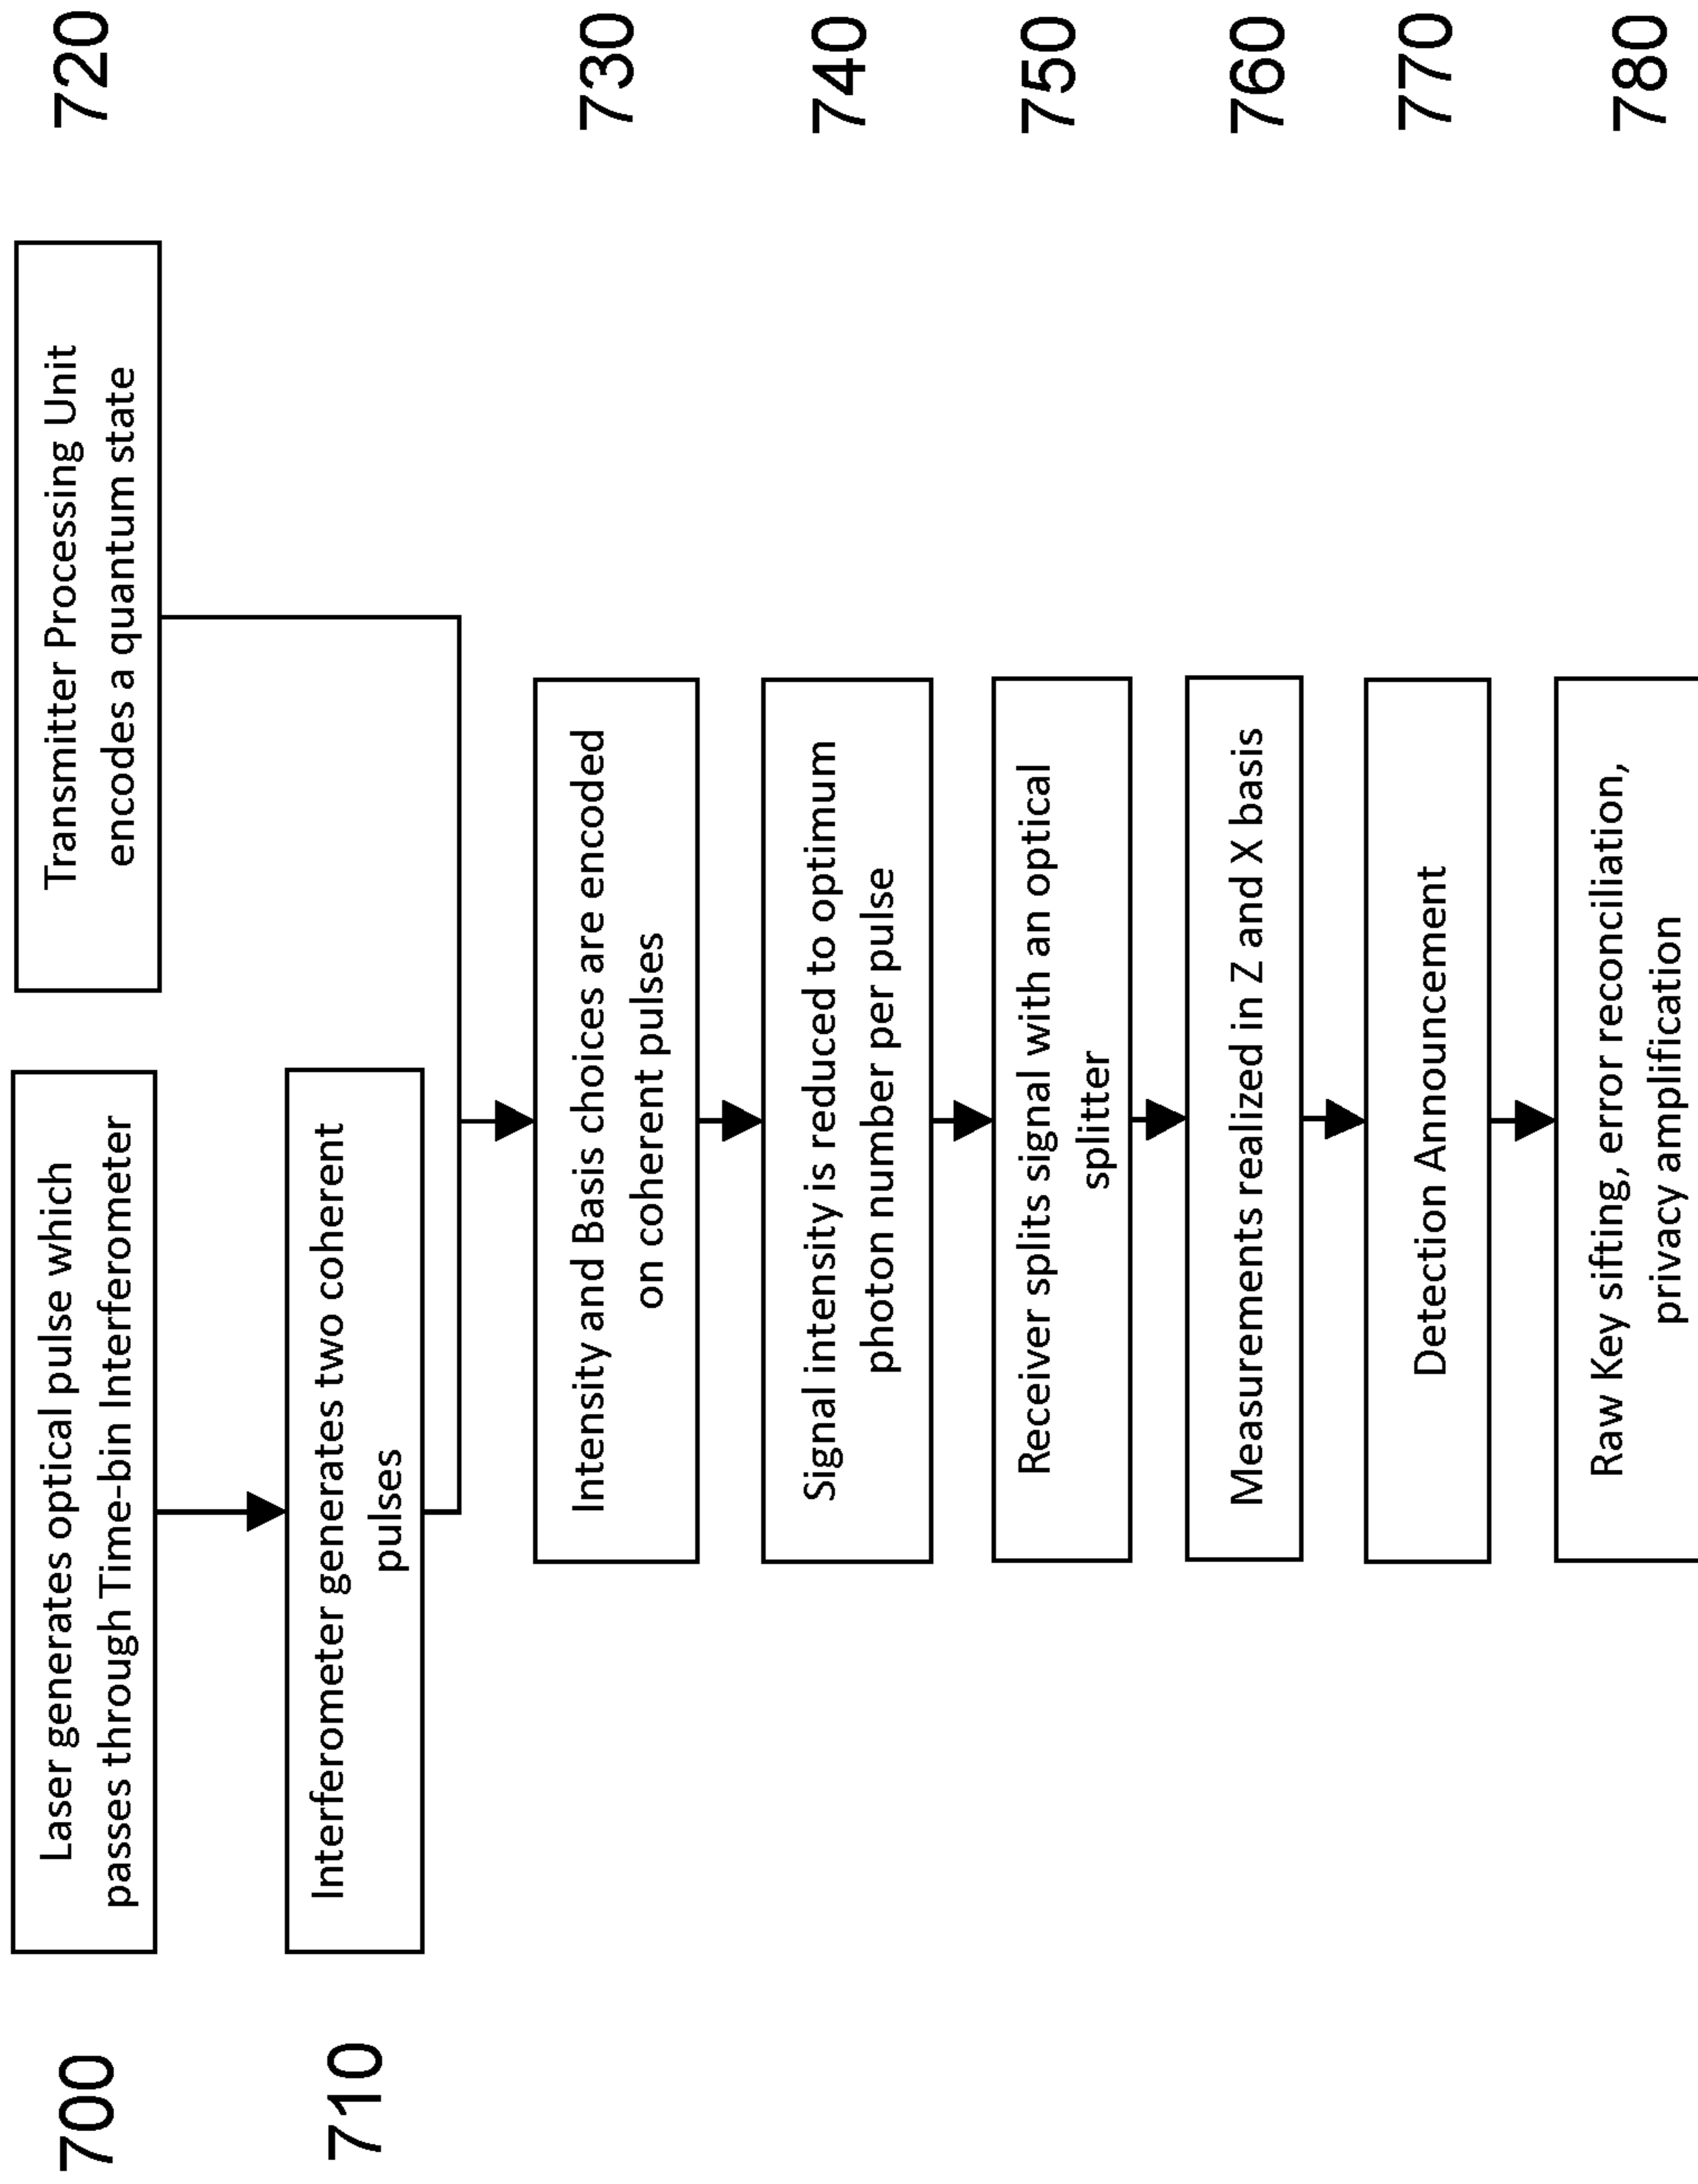 700
Laser generates optical pulse which
passes through Time-bin Interferometer
Transmitter Processing Unit
encodes a quantum state
720
710
Interferometer generates two coherent
pulses
Intensity and Basis choices are encoded
on coherent pulses
730
Signal intensity is reduced to optimum
photon number per pulse
740
Receiver splits signal with an optical
splitter
750
Measurements realized in Z and X basis
760
Detection Announcement
770
Raw Key sifting, error reconciliation,
privacy amplification
780